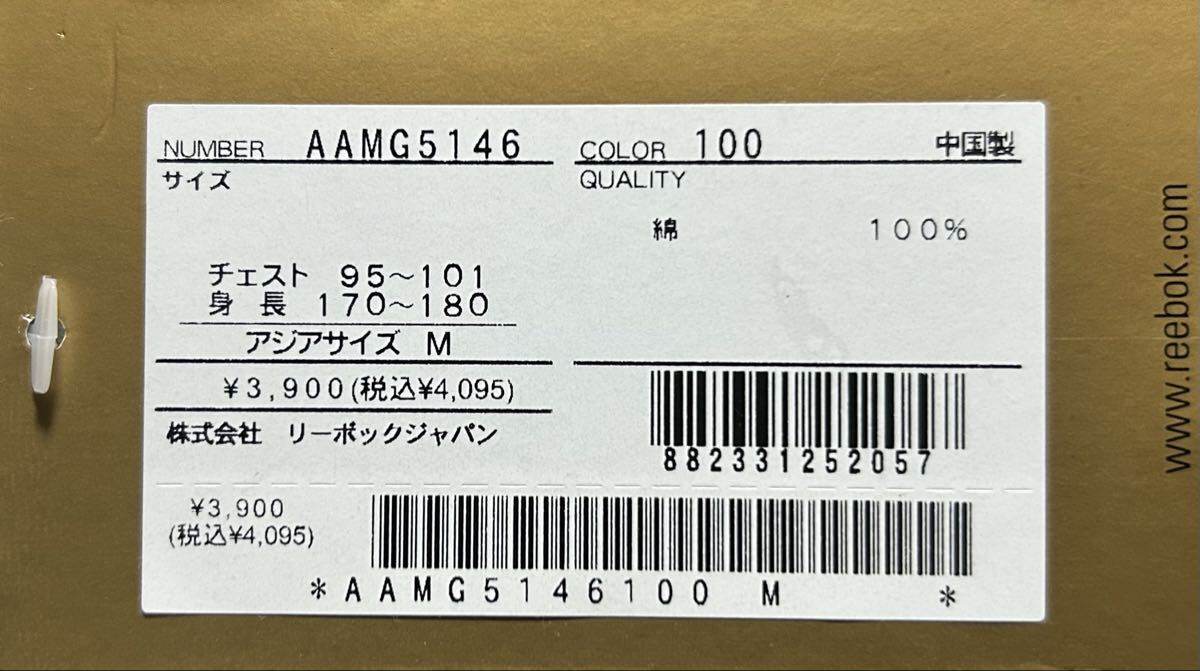 NUMBER AAMG5146
サイズ
チェスト 95～101
身長 170～180
アジアサイズ M
¥3,900(税込¥4,095)
株式会社 リーボックジャパン
COLOR 100 中国製
QUALITY
綿 100%
882331252057
¥3,900
(税込¥4,095)
*AAMG5146100 M *
www.reebok.com